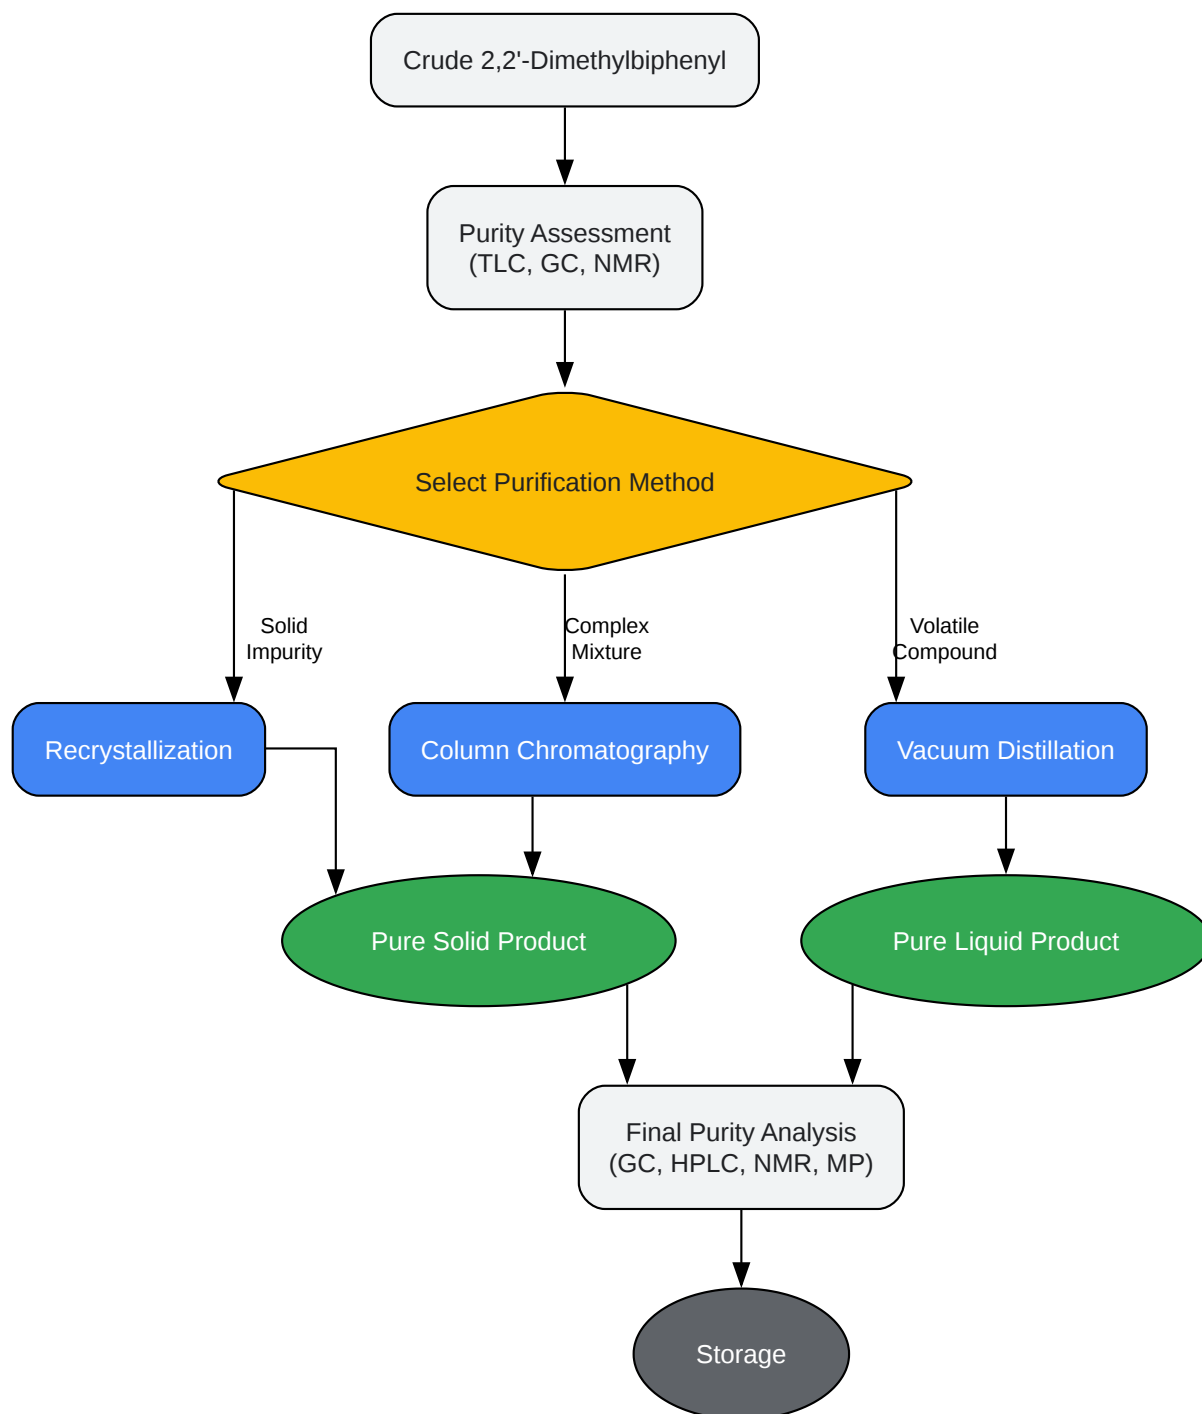 Crude 2,2'-Dimethylbiphenyl
Purity Assessment
(TLC, GC, NMR)
Select Purification Method
Solid
Impurity
Complex
Mixture
Volatile
Compound
Recrystallization
Column Chromatography
Vacuum Distillation
Pure Solid Product
Pure Liquid Product
Final Purity Analysis
(GC, HPLC, NMR, MP)
Storage